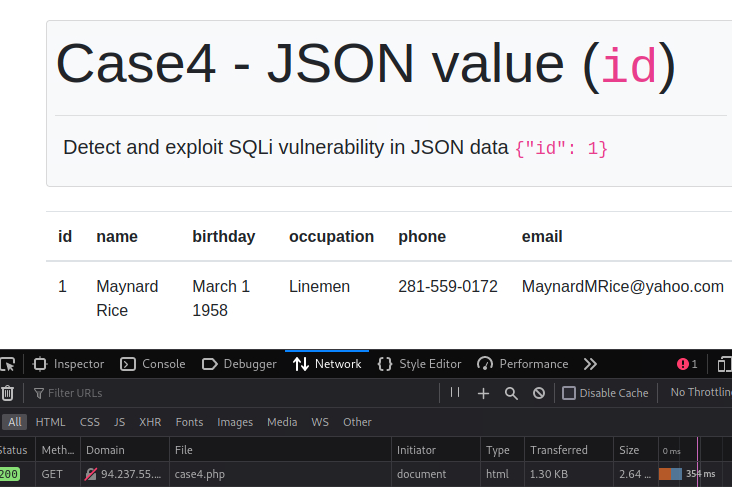 Case4 - JSON value (id)
Detect and exploit SQLi vulnerability in JSON data {"id": 1}
id name birthday occupation phone email
1 Maynard March 1 Linemen 281-559-0172 MaynardMRice@yahoo.com
Rice 1958
Inspector Console Debugger Network Style Editor Performance 1
Filter URLs Disable Cache No Throttlin
All HTML CSS JS XHR Fonts Images Media WS Other
Status Meth... Domain File Initiator Type Transferred Size 0 ms
200 GET 94.237.55.... case4.php document html 1.30 KB 2.64 ... 354 ms